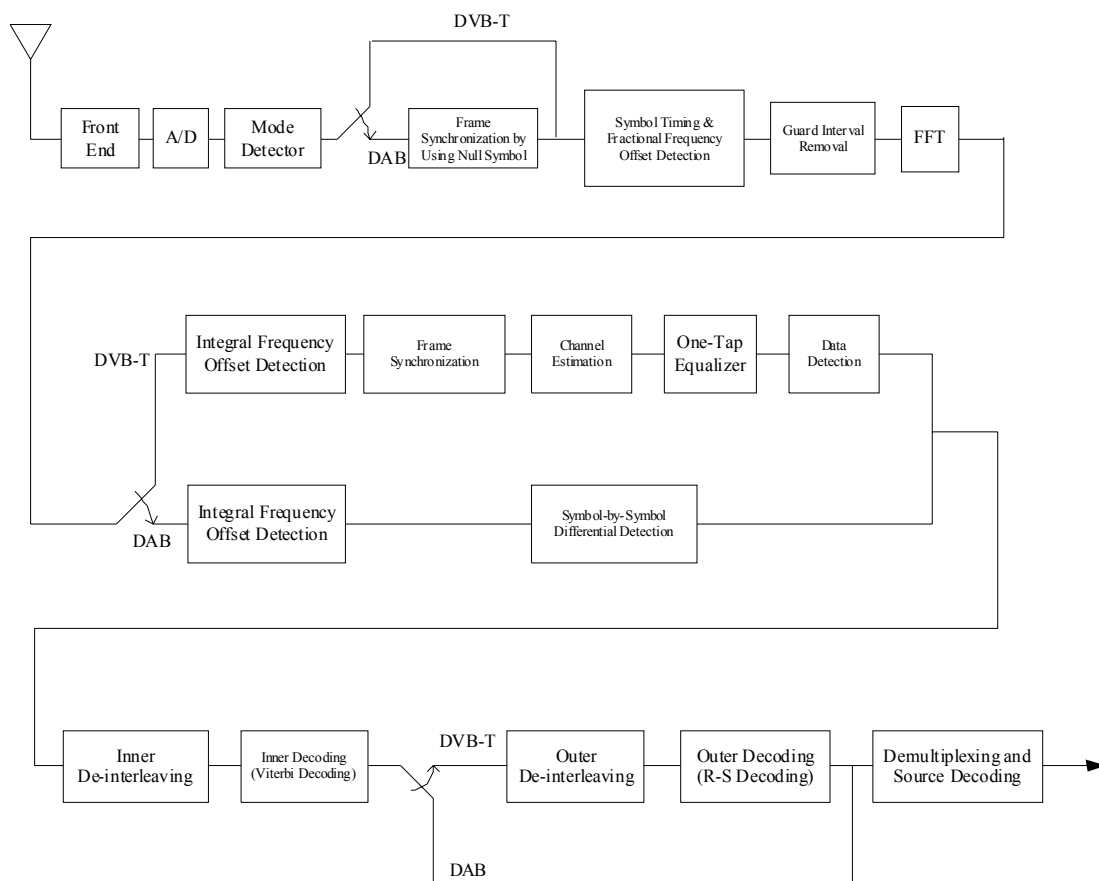 DVB-T
Front
End
A/D
Mode
Detector
DAB
Frame
Synchronization by
Using Null Symbol
Symbol Timing &
Fractional Frequency
Offset Detection
Guard Interval
Removal
FFT
DVB-T
Integral Frequency
Offset Detection
Frame
Synchronization
Channel
Estimation
One-Tap
Equalizer
Data
Detection
DAB
Integral Frequency
Offset Detection
Symbol-by-Symbol
Differential Detection
Inner
De-interleaving
Inner Decoding
(Viterbi Decoding)
DVB-T
Outer
De-interleaving
Outer Decoding
(R-S Decoding)
Demultiplexing and
Source Decoding
DAB